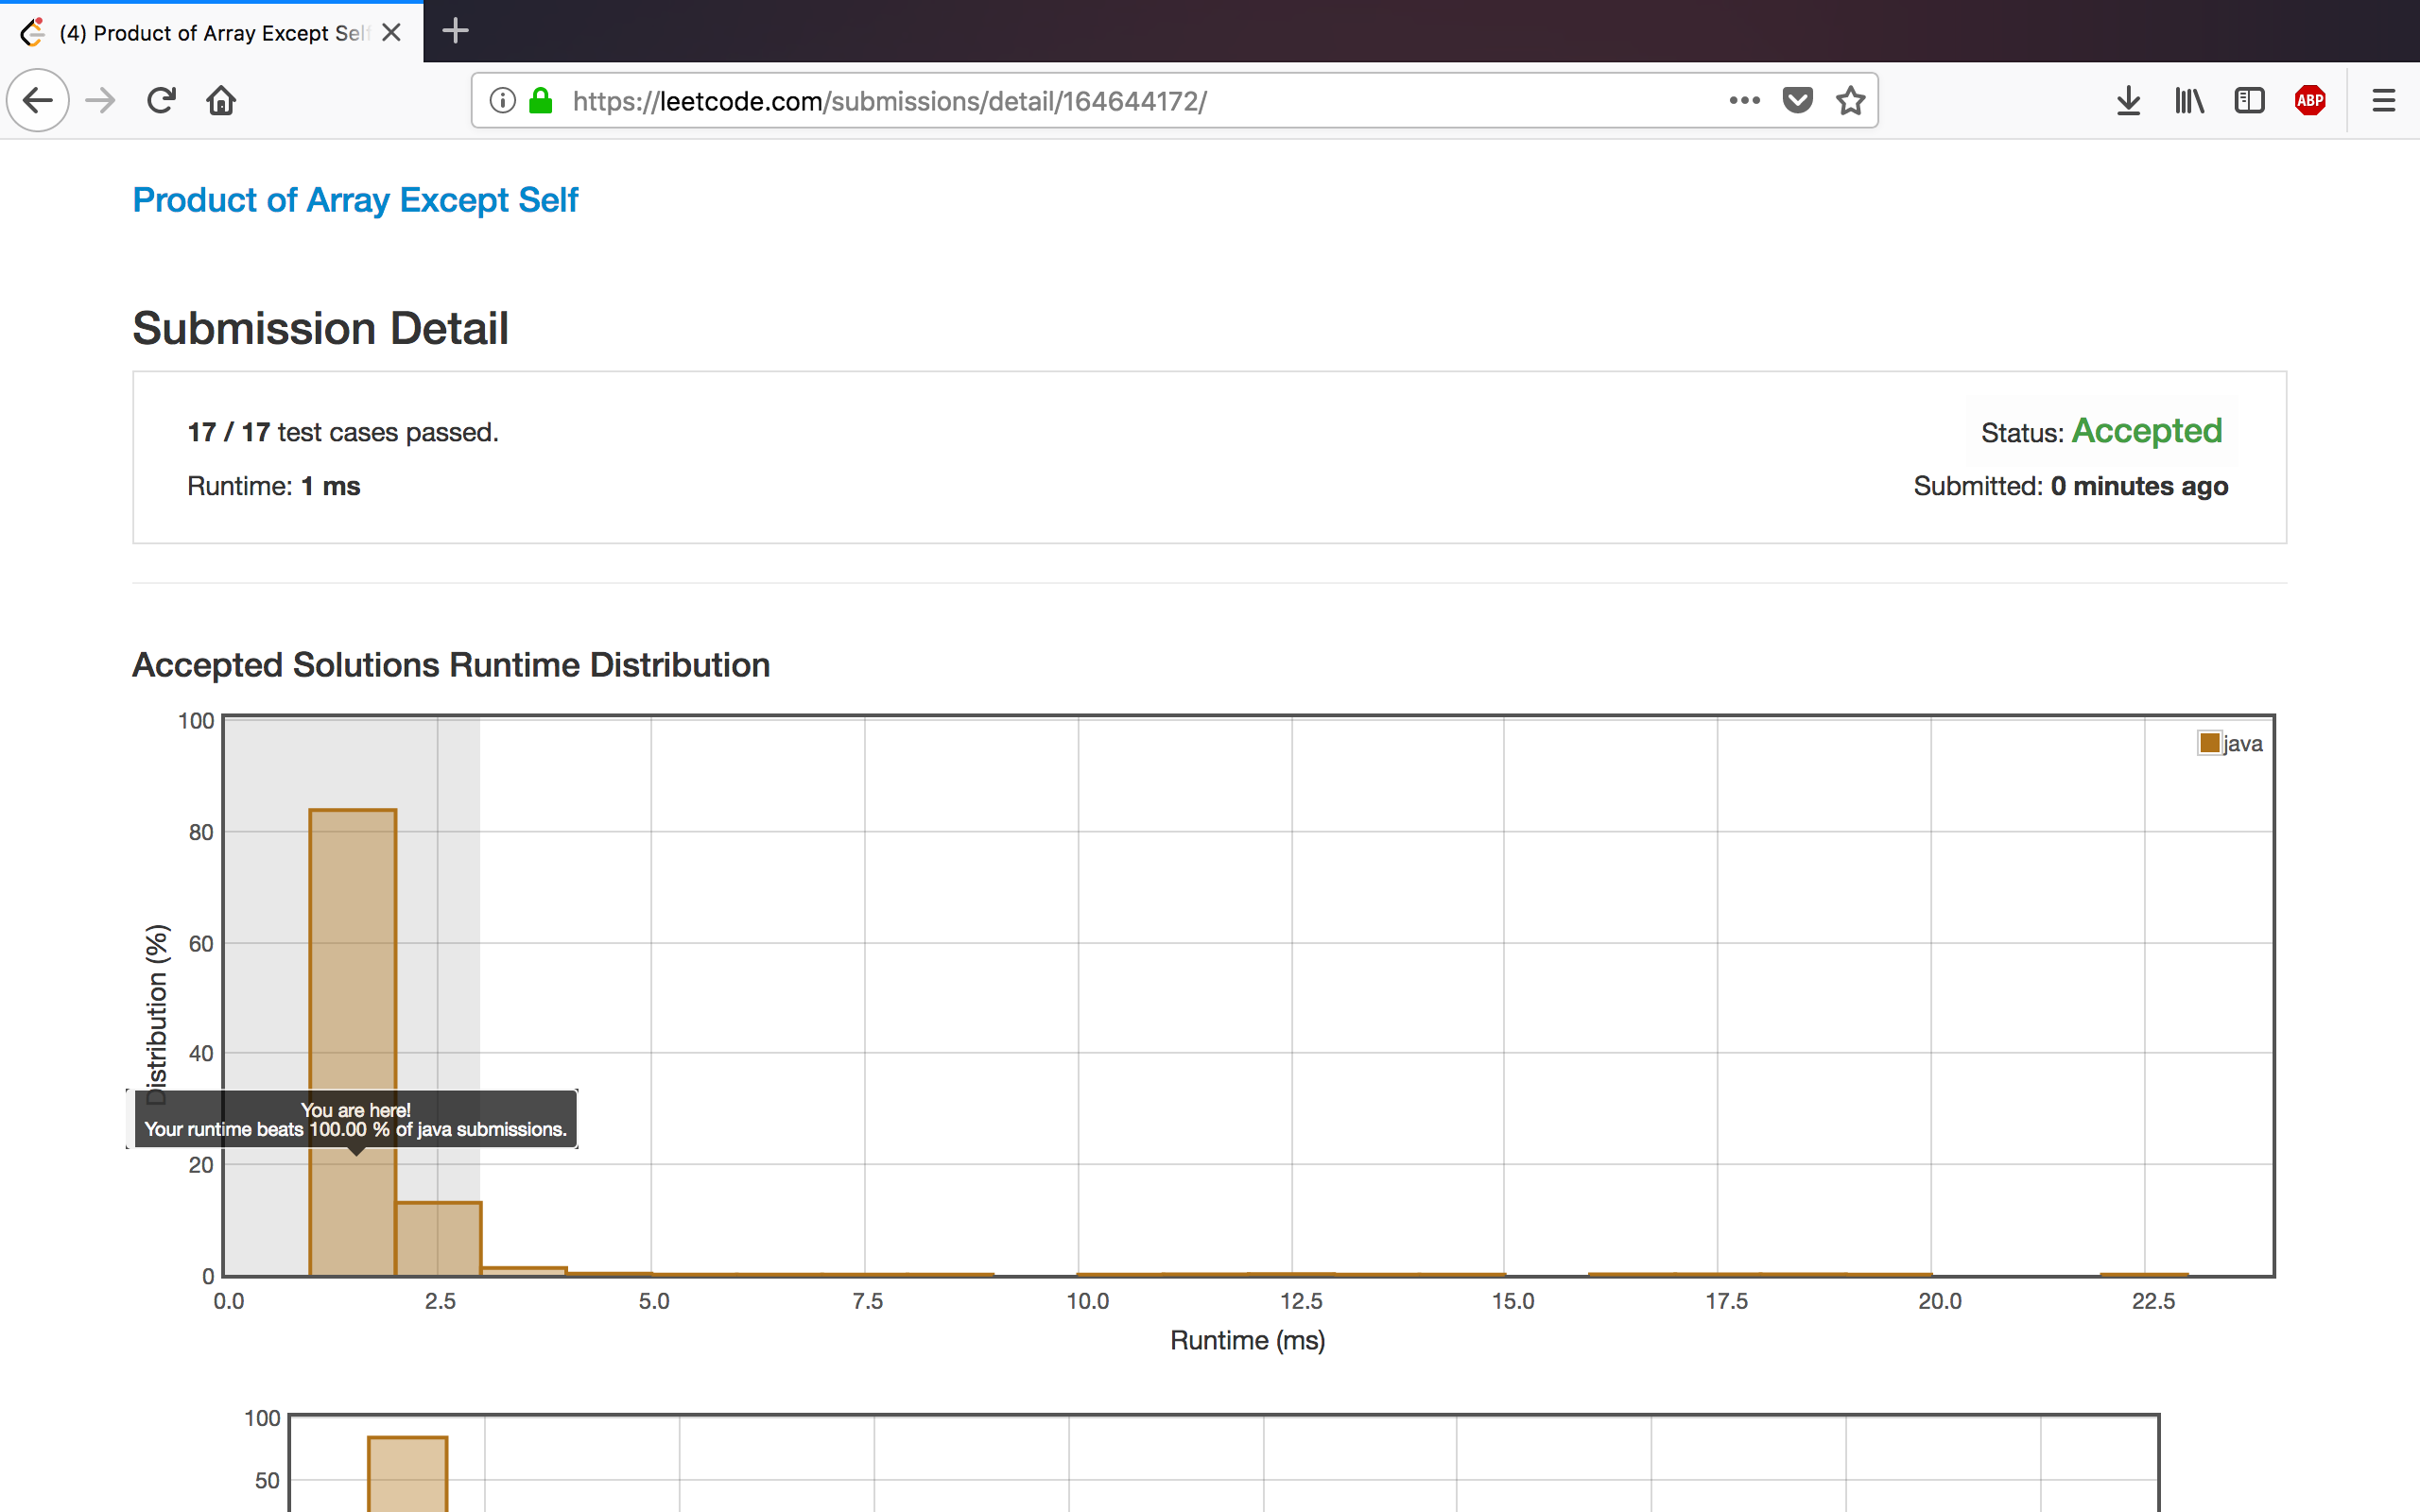 (4) Product of Array Except Self
https://leetcode.com/submissions/detail/164644172/
ABP
Product of Array Except Self
Submission Detail
17 / 17 test cases passed.
Status: Accepted
Runtime: 1 ms
Submitted: 0 minutes ago
Accepted Solutions Runtime Distribution
100
80
60
40
20
0
Distribution (%)
java
You are here!
Your runtime beats 100.00 % of java submissions.
0.0 2.5 5.0 7.5 10.0 12.5 15.0 17.5 20.0 22.5
Runtime (ms)
100
50